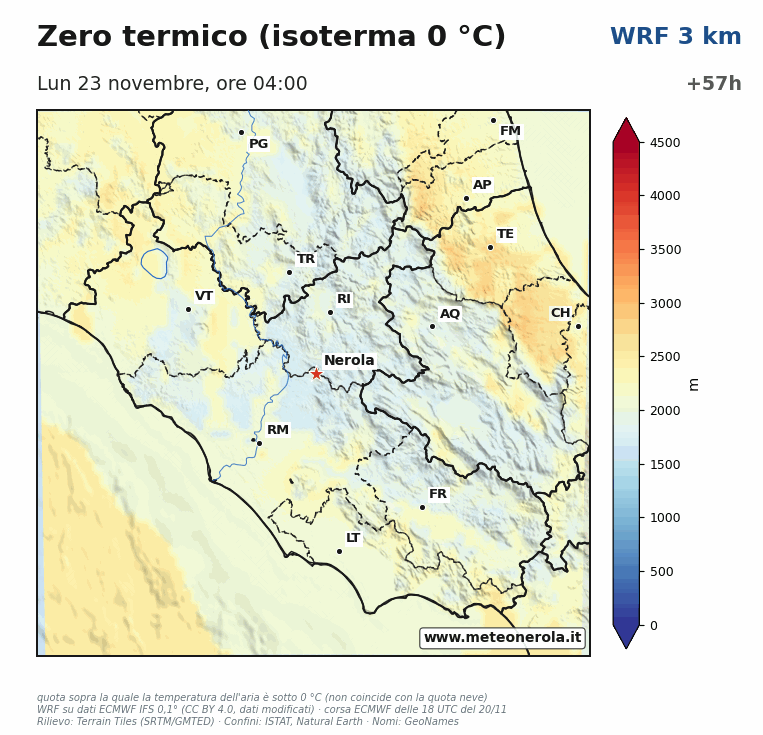 Zero termico (isoterma 0 °C)
WRF 3 km
Lun 23 novembre, ore 04:00
+57h
FM
PG
4500
4000
AP
TE
3500
TR
3000
VT
RI
AQ
CH
2500
Nerola
m
2000
RM
1500
FR
1000
LT
500
www.meteonerola.it
0
quota sopra la quale la temperatura dell'aria è sotto 0 °C (non coincide con la quota neve)
WRF su dati ECMWF IFS 0,1° (CC BY 4.0, dati modificati) · corsa ECMWF delle 18 UTC del 20/11
Rilievo: Terrain Tiles (SRTM/GMTED) · Confini: ISTAT, Natural Earth · Nomi: GeoNames